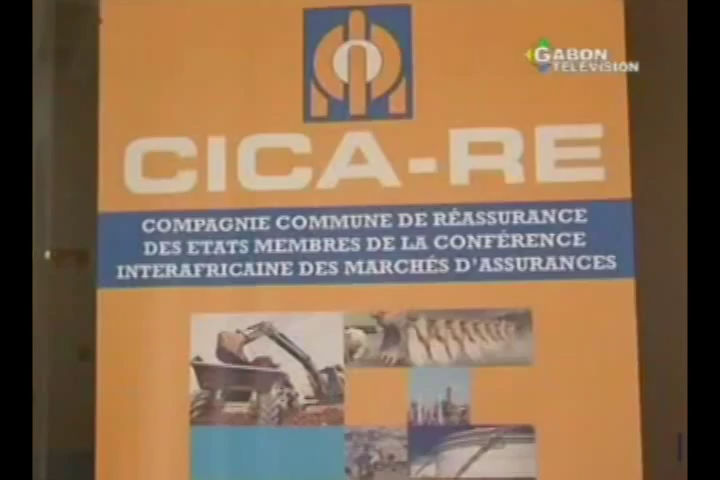 GABON
TÉLÉVISION
CICA-RE
COMPAGNIE COMMUNE DE RÉASSURANCE
DES ETATS MEMBRES DE LA CONFÉRENCE
INTERAFRICAINE DES MARCHÉS D'ASSURANCES